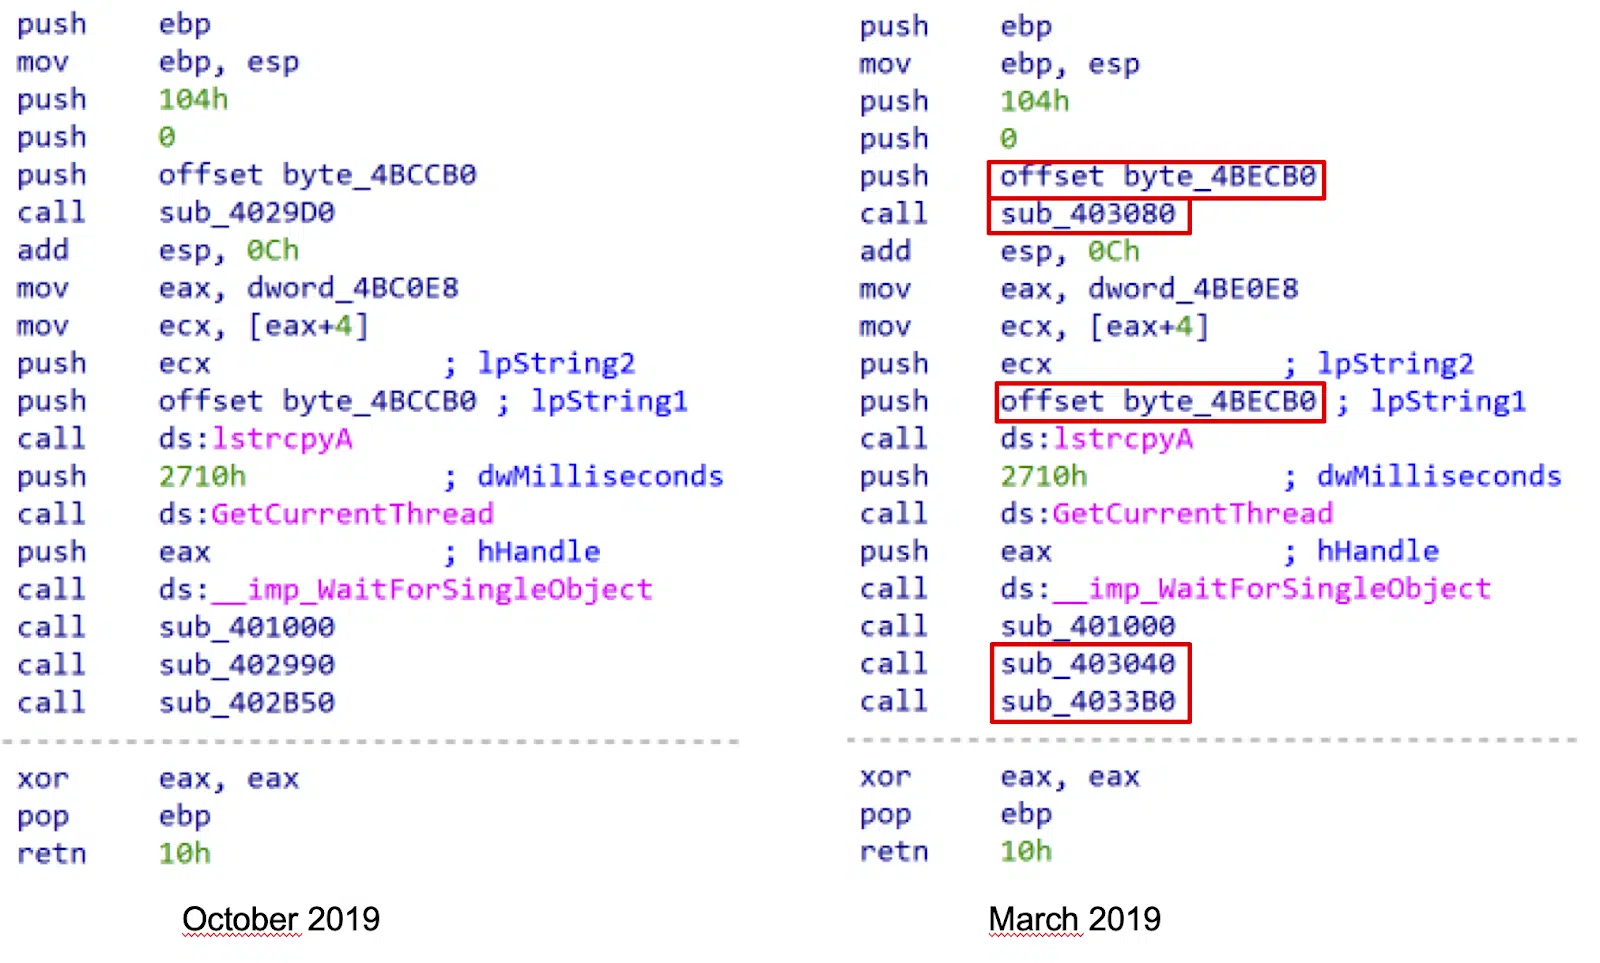 push ebp
mov ebp, esp
push 104h
push 0
push offset byte_4BCCB0
call sub_4029D0
add esp, 0Ch
mov eax, dword_4BC0E8
mov ecx, [eax+4]
push ecx ; lpString2
push offset byte_4BCCB0 ; lpString1
call ds:lstrcpyA
push 2710h ; dwMilliseconds
call ds:GetCurrentThread
push eax ; hHandle
call ds:__imp_WaitForSingleObject
call sub_401000
call sub_402990
call sub_402B50
xor eax, eax
pop ebp
retn 10h
October 2019
push ebp
mov ebp, esp
push 104h
push 0
push offset byte_4BECB0
call sub_403080
add esp, 0Ch
mov eax, dword_4BE0E8
mov ecx, [eax+4]
push ecx ; lpString2
push offset byte_4BECB0 ; lpString1
call ds:lstrcpyA
push 2710h ; dwMilliseconds
call ds:GetCurrentThread
push eax ; hHandle
call ds:__imp_WaitForSingleObject
call sub_401000
call sub_403040
call sub_4033B0
xor eax, eax
pop ebp
retn 10h
March 2019